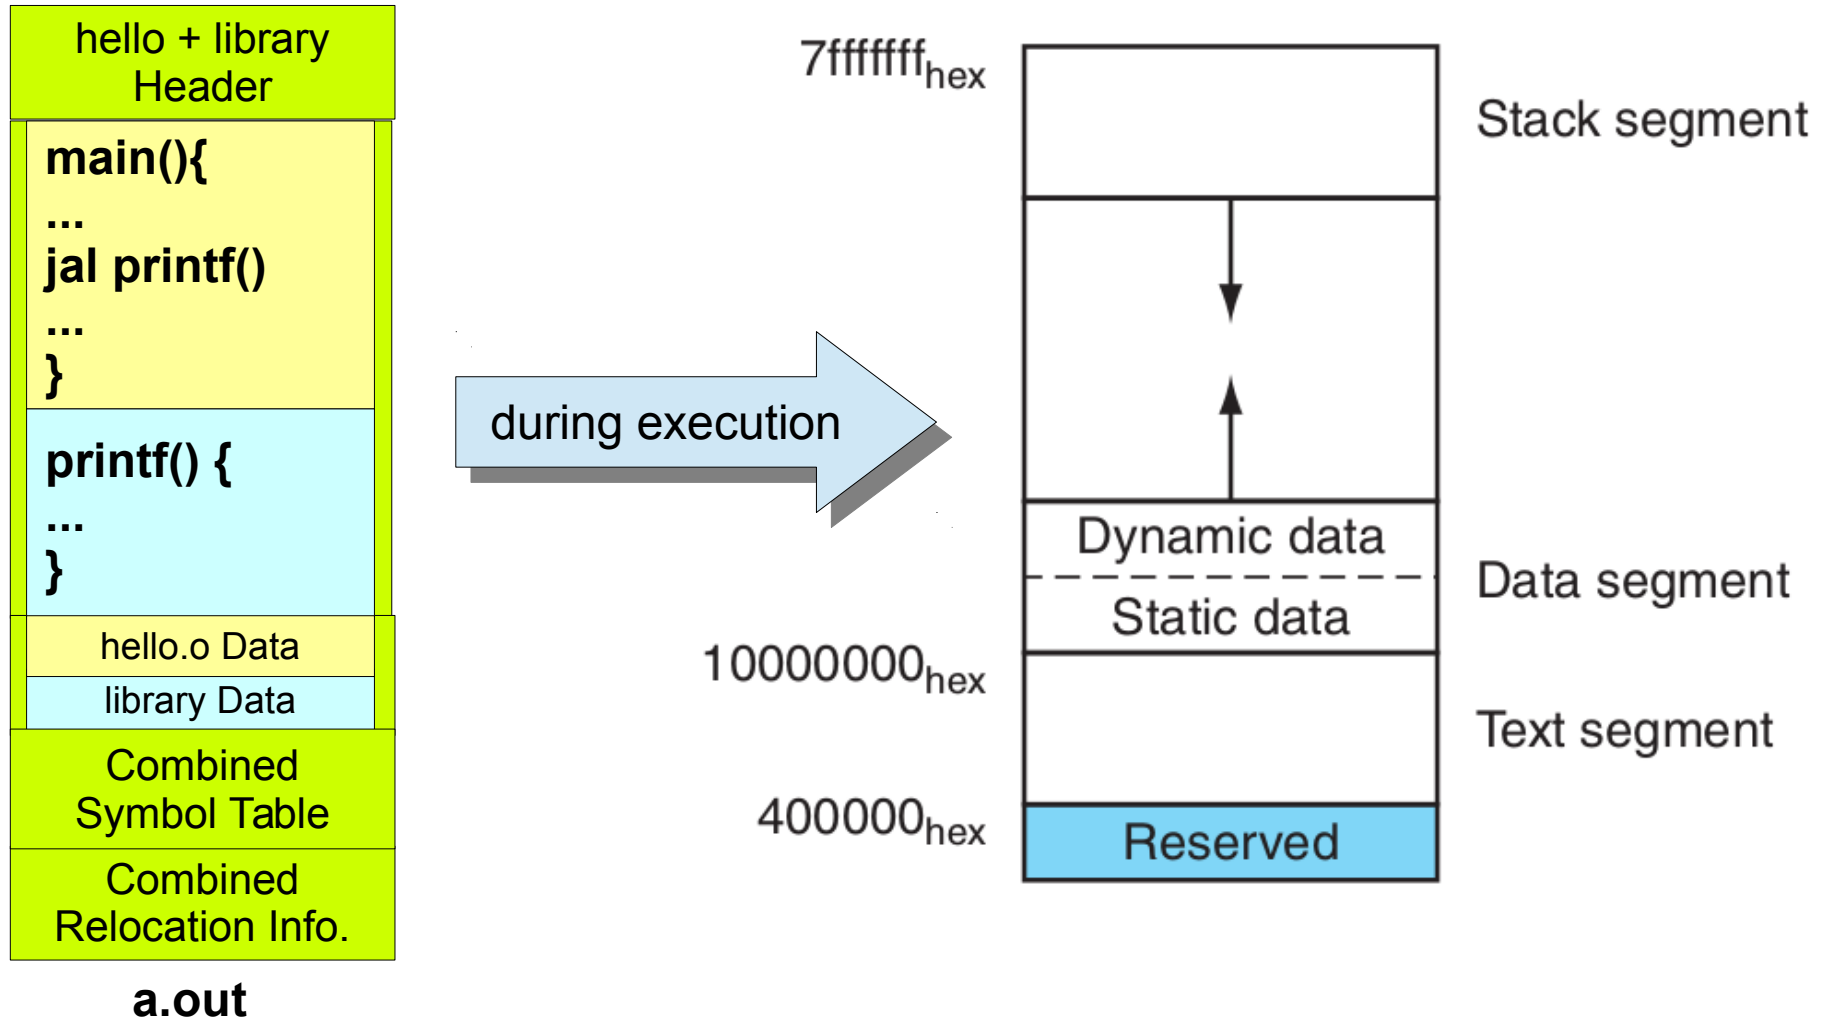 hello + library
Header
main(){
...
jal printf()
...
}
printf() {
...
}
hello.o Data
library Data
Combined
Symbol Table
Combined
Relocation Info.
a.out
during execution
7fffffffhex
Stack segment
Dynamic data
Static data
Data segment
10000000hex
Text segment
400000hex
Reserved